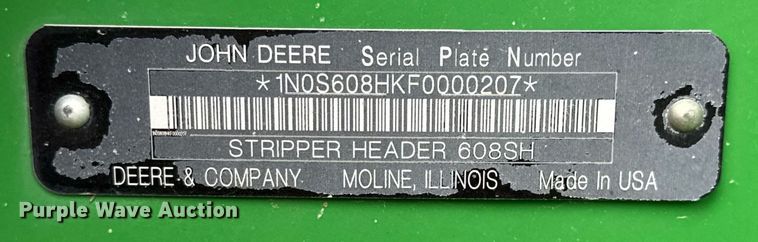 JOHN DEERE Serial Plate Number
*1N0S608HKF0000207*
1N0S608HKF0000207
STRIPPER HEADER 608SH
DEERE & COMPANY MOLINE, ILLINOIS Made In USA
Purple Wave Auction